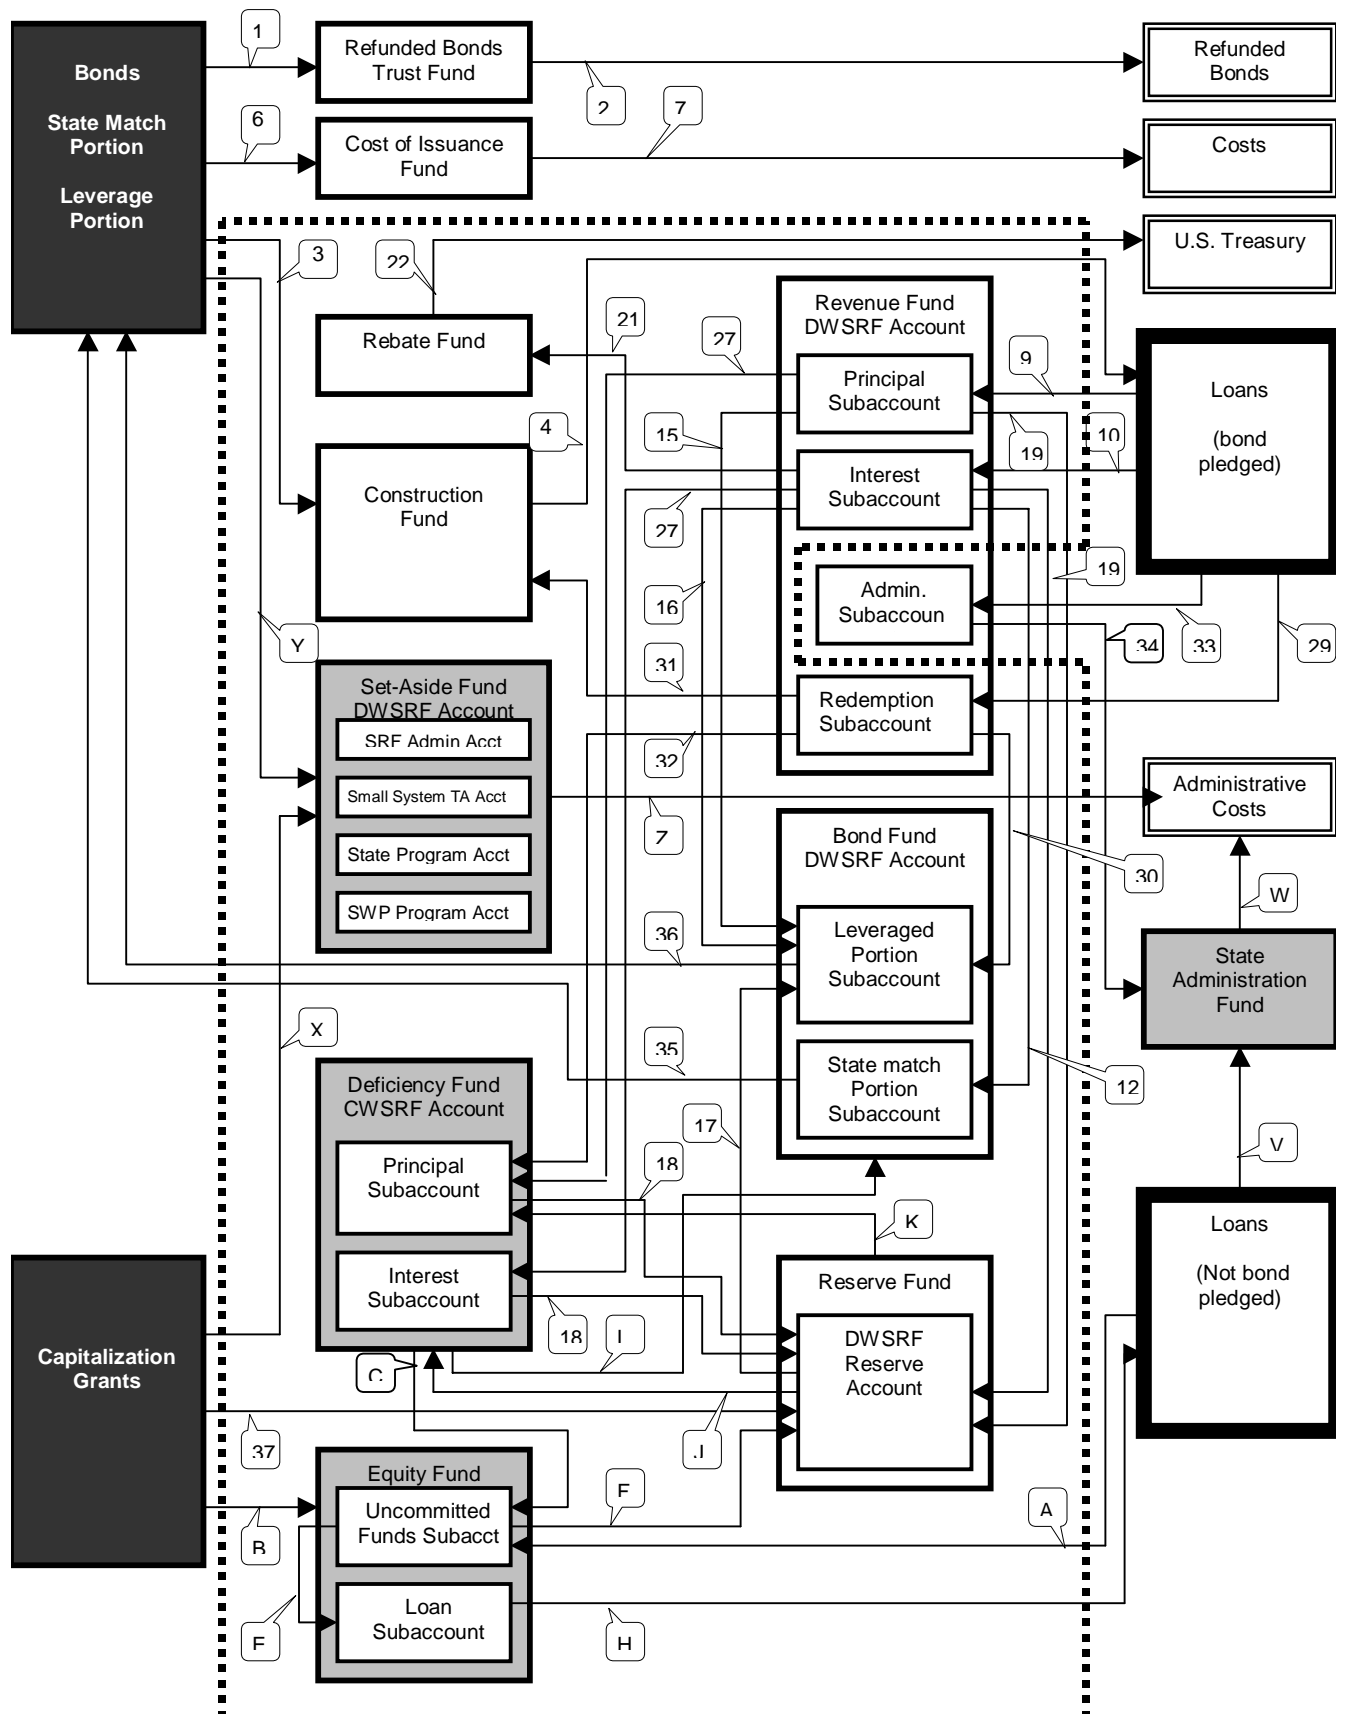 1
Refunded Bonds
Trust Fund
Refunded
Bonds
Bonds
State Match
Portion
Leverage
Portion
2
7
6
Cost of Issuance
Fund
Costs
U.S. Treasury
3
22
Rebate Fund
21
27
Revenue Fund
DWSRF Account
Principal
Subaccount
9
Loans
(bond
pledged)
4
15
19
10
Construction
Fund
Interest
Subaccount
27
16
19
Admin.
Subaccoun
Y
31
34
33
29
Set-Aside Fund
DWSRF Account
SRF Admin Acct
Small System TA Acct
State Program Acct
SWP Program Acct
Redemption
Subaccount
32
7
Administrative
Costs
Bond Fund
DWSRF Account
30
W
Leveraged
Portion
Subaccount
36
State
Administration
Fund
X
35
State match
Portion
Subaccount
12
Deficiency Fund
CWSRF Account
17
V
Principal
Subaccount
18
K
Loans
(Not bond
pledged)
Interest
Subaccount
Reserve Fund
18
DWSRF
Reserve
Account
Capitalization
Grants
C
37
J
Equity Fund
Uncommitted
Funds Subacct
A
B
Loan
Subaccount
H